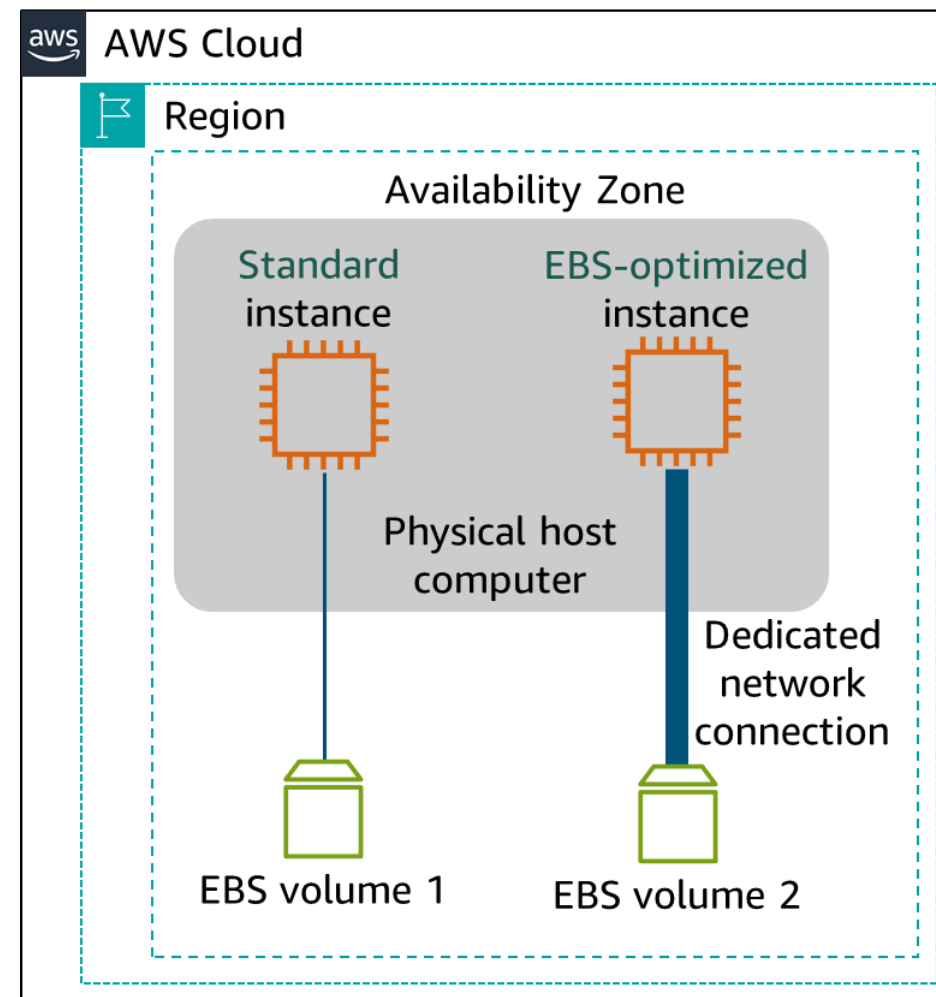 aws
AWS Cloud
Region
Availability Zone
Standard
instance
EBS-optimized
instance
Physical host
computer
Dedicated
network
connection
EBS volume 1
EBS volume 2